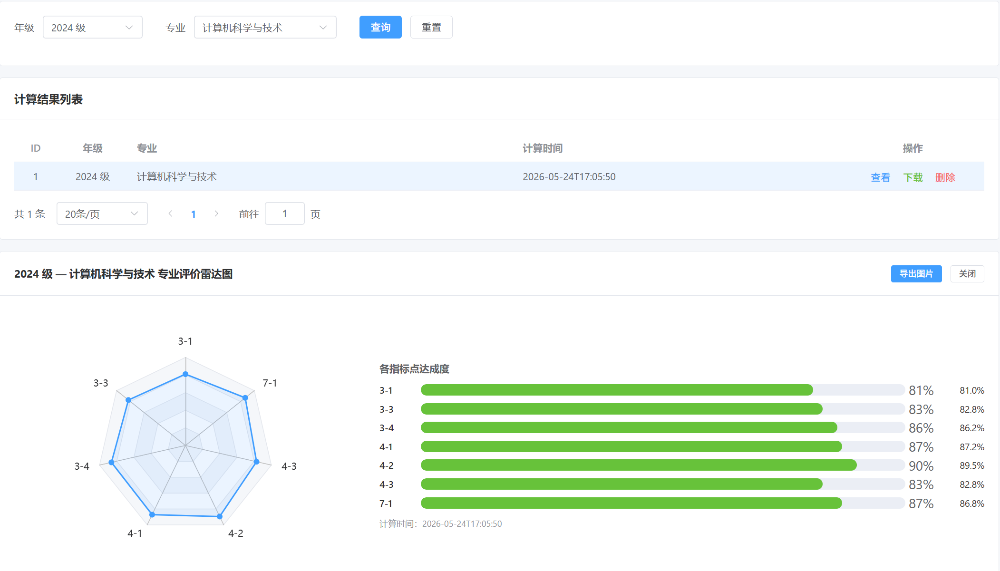 年级 2024 级 专业 计算机科学与技术 查询 重置
计算结果列表
ID 年级 专业 计算时间 操作
1 2024 级 计算机科学与技术 2026-05-24T17:05:50 查看 下载 删除
共 1 条 20条/页 1 前往 1 页
2024 级 — 计算机科学与技术 专业评价雷达图 导出图片 关闭
3-1
3-3 7-1
3-4 4-3
4-1 4-2
各指标点达成度
3-1 81% 81.0%
3-3 83% 82.8%
3-4 86% 86.2%
4-1 87% 87.2%
4-2 90% 89.5%
4-3 83% 82.8%
7-1 87% 86.8%
计算时间：2026-05-24T17:05:50